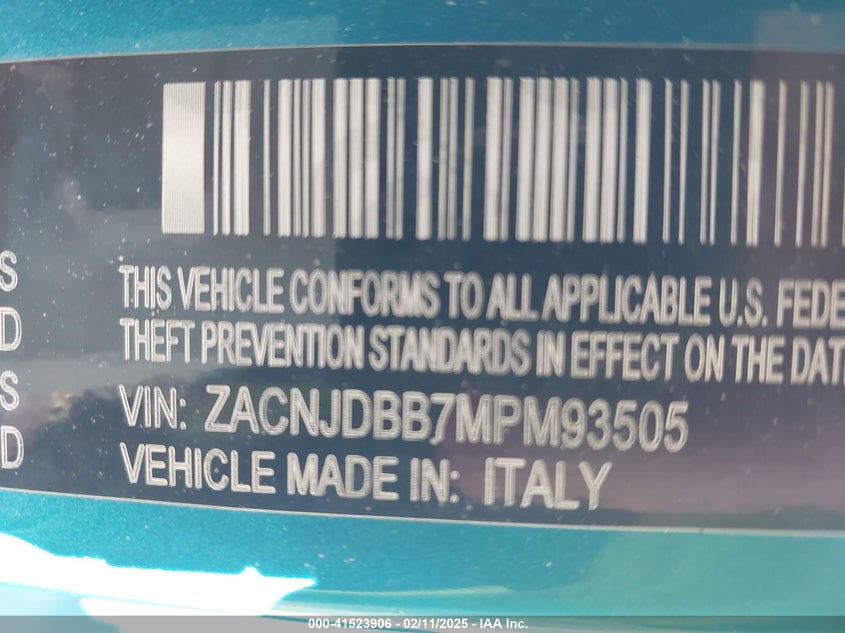 S
D
S
D
THIS VEHICLE CONFORMS TO ALL APPLICABLE U.S. FEDE
THEFT PREVENTION STANDARDS IN EFFECT ON THE DAT
VIN: ZACNJDBB7MPM93505
VEHICLE MADE IN: ITALY
000-41523906 - 02/11/2025 - IAA Inc.